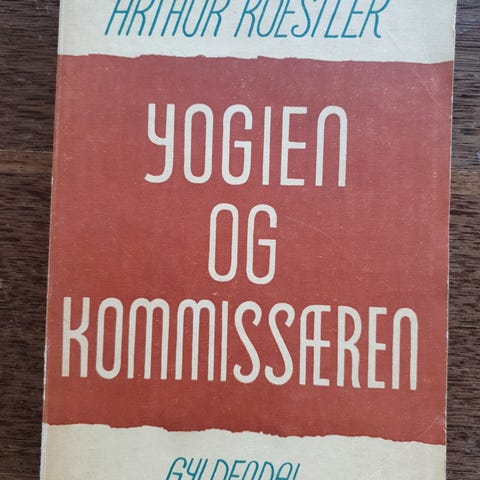 ARTHUR KOESTLER
YOGIEN
OG
KOMMISSÆREN
GYLDENDAL